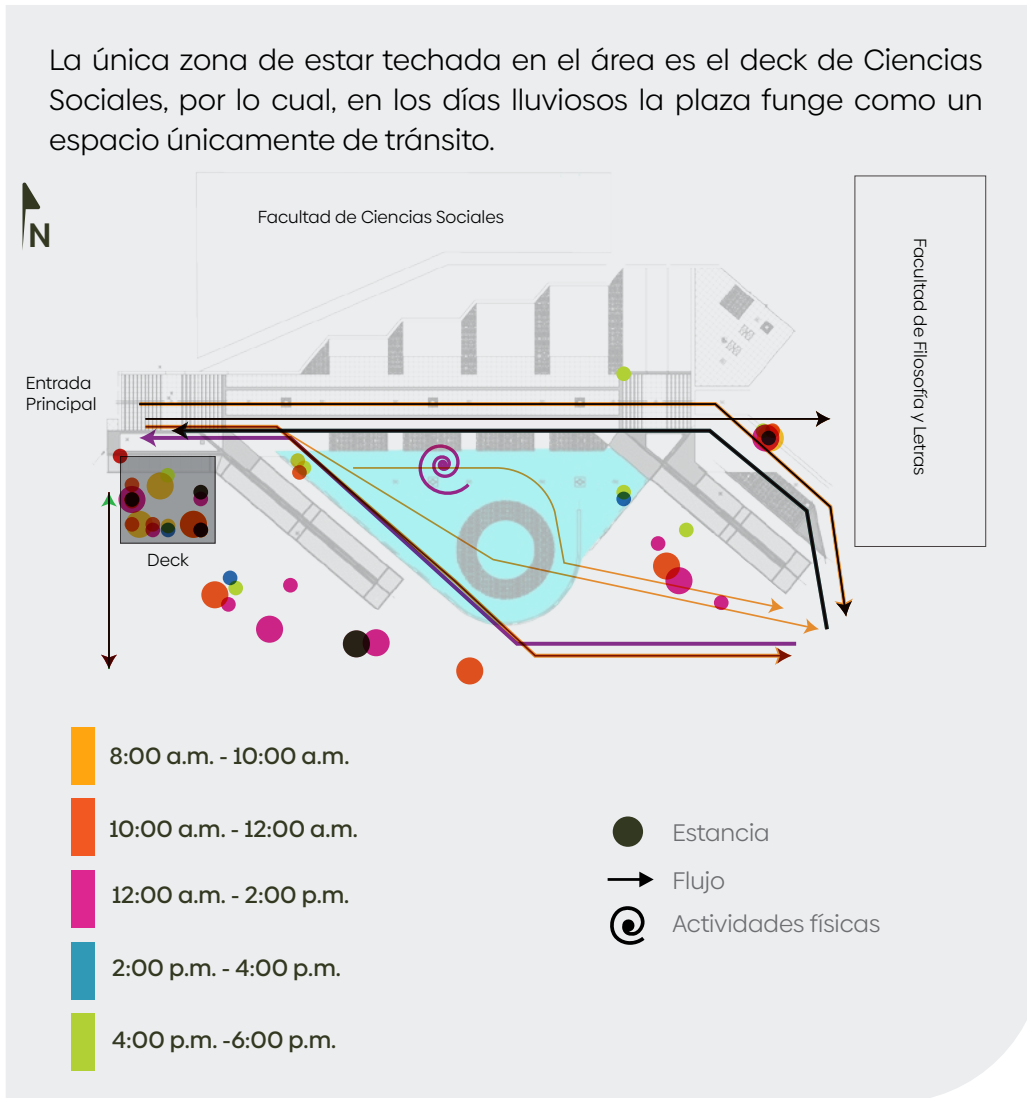 La única zona de estar techada en el área es el deck de Ciencias
Sociales, por lo cual, en los días lluviosos la plaza funge como un
espacio únicamente de tránsito.
N
Facultad de Ciencias Sociales
Facultad de Filosofía y Letras
Entrada
Principal
Deck
8:00 a.m. - 10:00 a.m.
10:00 a.m. - 12:00 a.m.
12:00 a.m. - 2:00 p.m.
2:00 p.m. - 4:00 p.m.
4:00 p.m. -6:00 p.m.
Estancia
Flujo
Actividades físicas